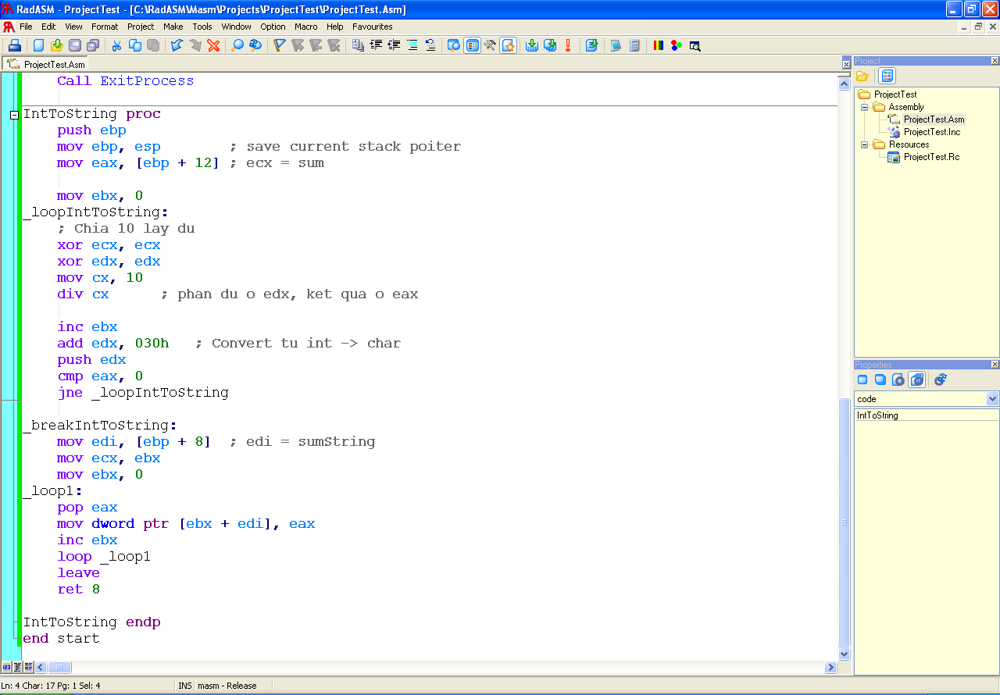 RadASM - ProjectTest - [C:\RadASM\Masm\Projects\ProjectTest\ProjectTest.Asm]
File Edit View Format Project Make Tools Window Option Macro Help Favourites
ProjectTest.Asm
Call ExitProcess
IntToString proc
push ebp
mov ebp, esp ; save current stack poiter
mov eax, [ebp + 12] ; ecx = sum
mov ebx, 0
_loopIntToString:
; Chia 10 lay du
xor ecx, ecx
xor edx, edx
mov cx, 10
div cx ; phan du o edx, ket qua o eax
inc ebx
add edx, 030h ; Convert tu int -> char
push edx
cmp eax, 0
jne _loopIntToString
_breakIntToString:
mov edi, [ebp + 8] ; edi = sumString
mov ecx, ebx
mov ebx, 0
_loop1:
pop eax
mov dword ptr [ebx + edi], eax
inc ebx
loop _loop1
leave
ret 8
IntToString endp
end start
Project
ProjectTest
Assembly
ProjectTest.Asm
ProjectTest.Inc
Resources
ProjectTest.Rc
Properties
code
IntToString
Ln: 4 Char: 17 Pg: 1 Sel: 4 INS masm - Release